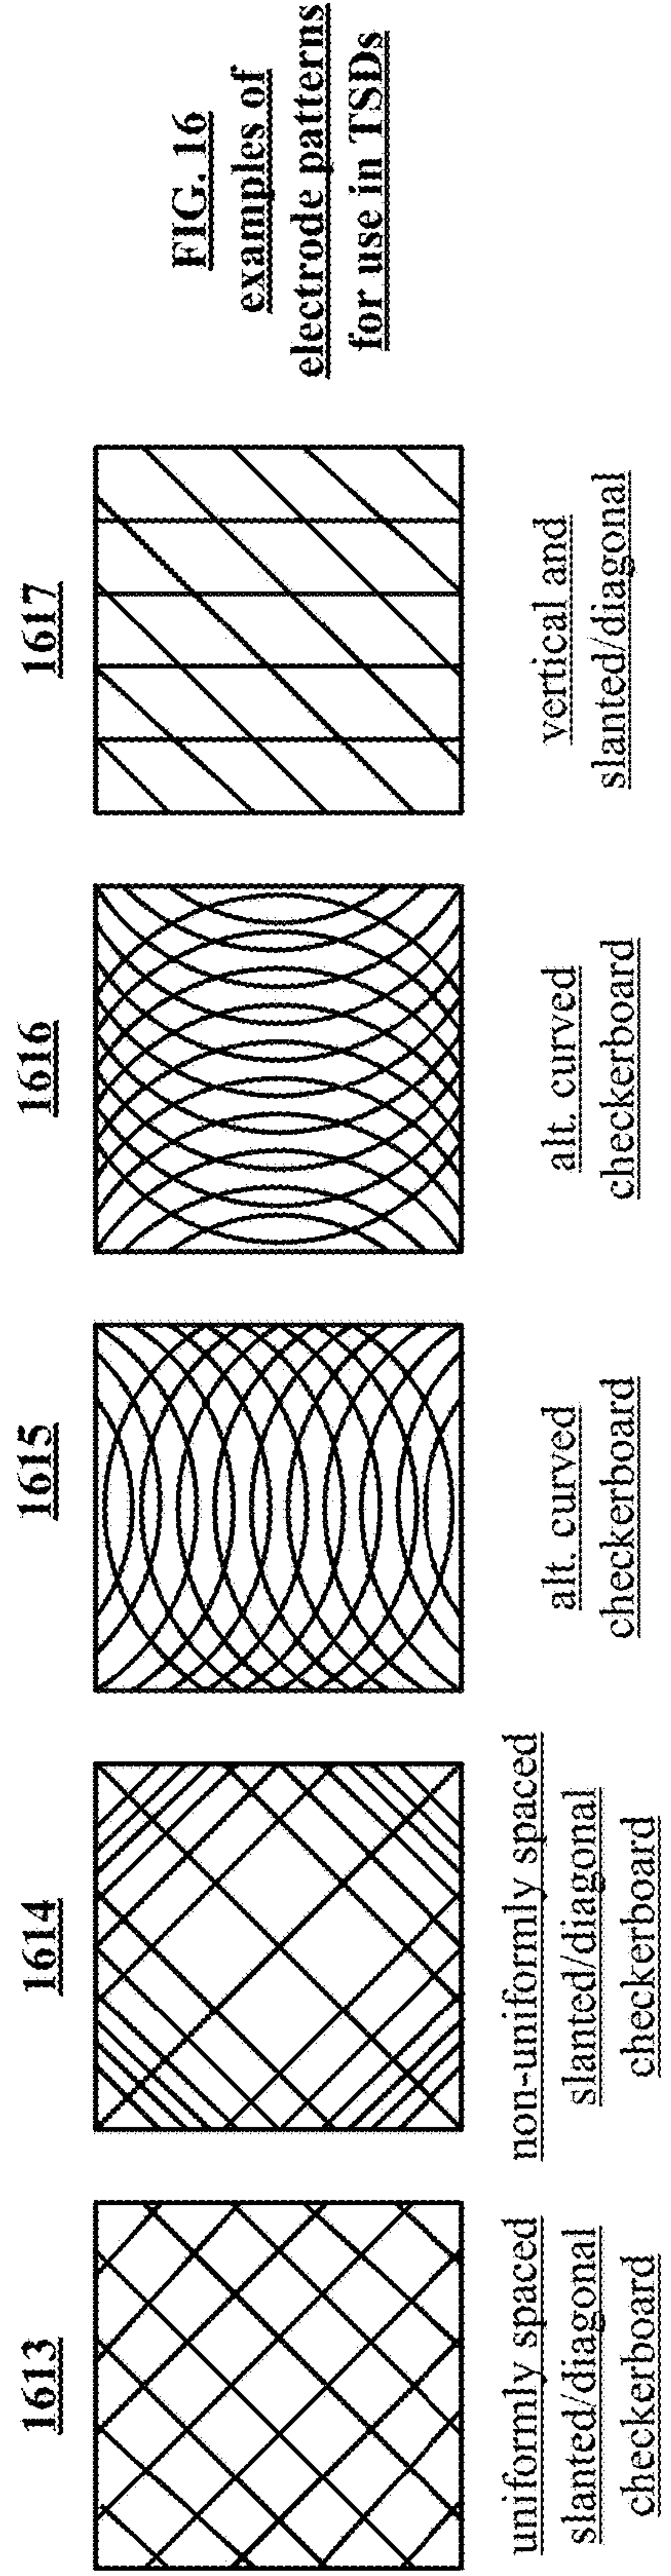 1613
uniformly spaced
slanted/diagonal
checkerboard
1614
non-uniformly spaced
slanted/diagonal
checkerboard
1615
alt. curved
checkerboard
1616
alt. curved
checkerboard
1617
vertical and
slanted/diagonal
FIG. 16
examples of
electrode patterns
for use in TSDs